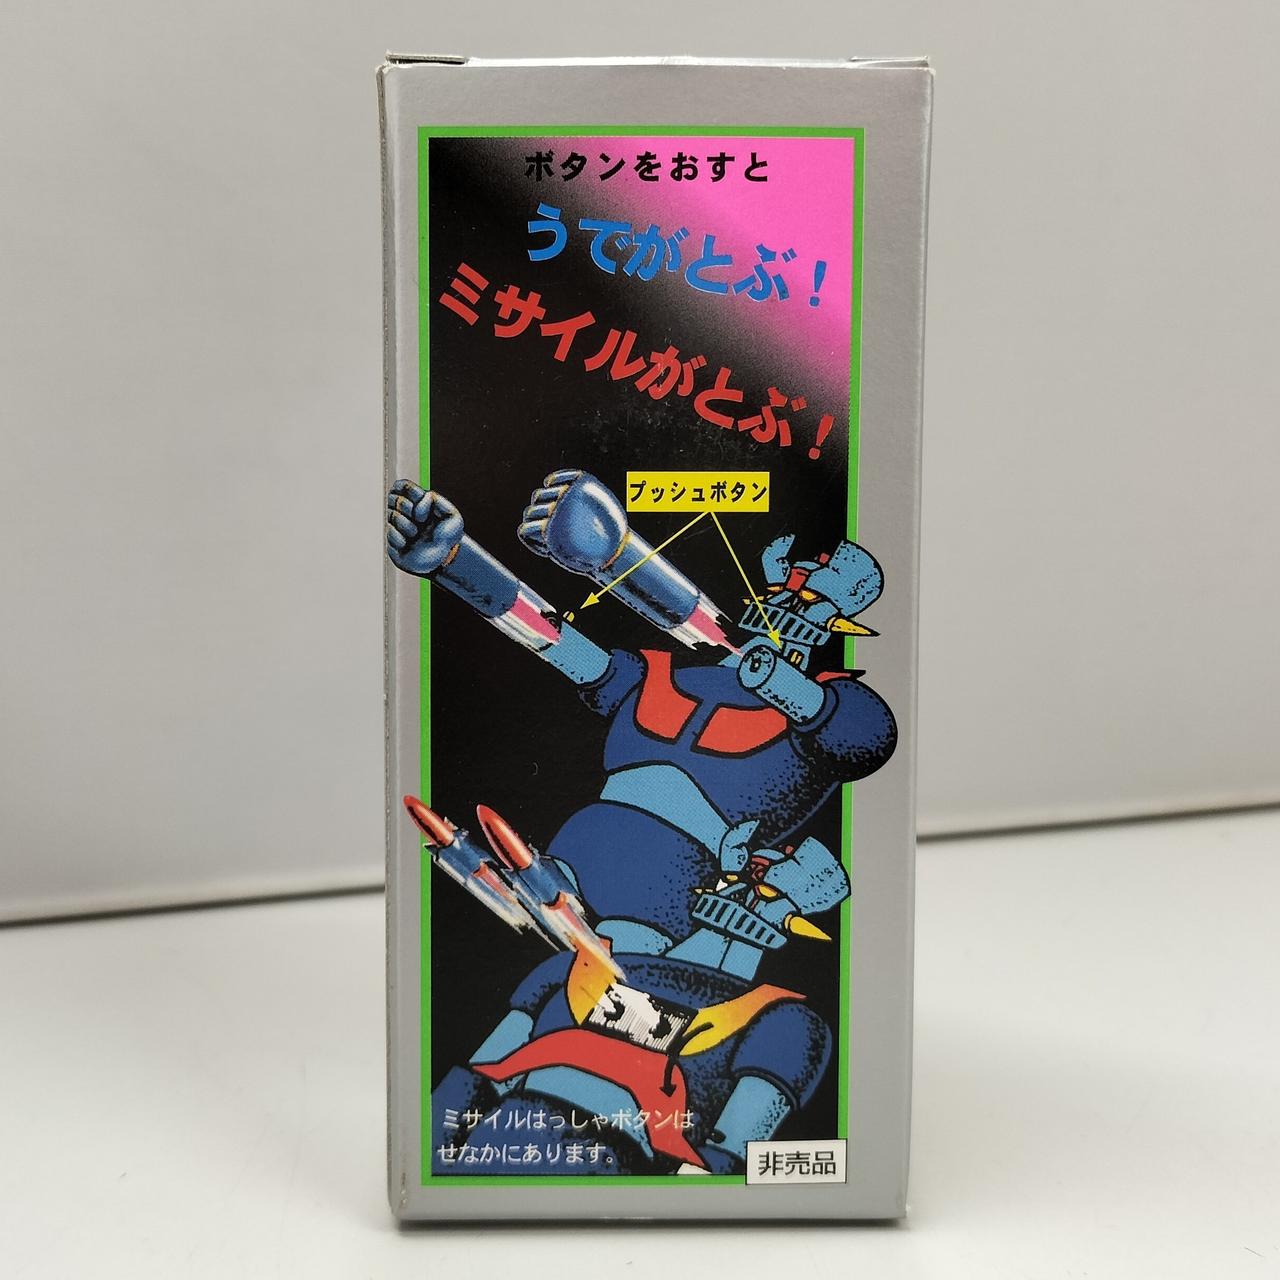 ボタンをおすと
うでがとぶ！
ミサイルがとぶ！
プッシュボタン
ミサイルはっしゃボタンは
せなかにあります。
非売品